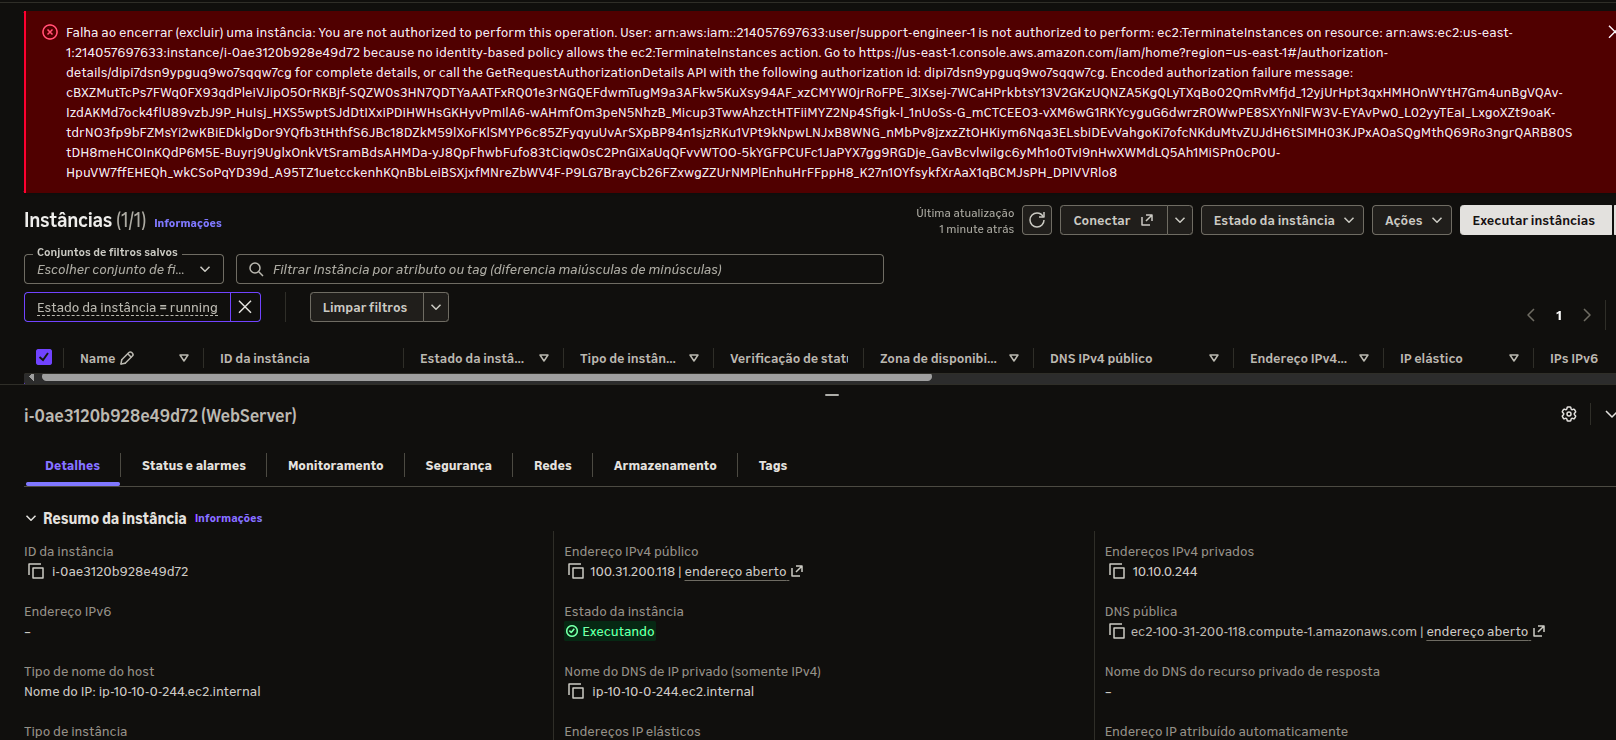 Falha ao encerrar (excluir) uma instância: You are not authorized to perform this operation. User: arn:aws:iam::214057697633:user/support-engineer-1 is not authorized to perform: ec2:TerminateInstances on resource: arn:aws:ec2:us-east-
1:214057697633:instance/i-0ae3120b928e49d72 because no identity-based policy allows the ec2:TerminateInstances action. Go to https://us-east-1.console.aws.amazon.com/iam/home?region=us-east-1#/authorization-
details/dipi7dsn9ypguq9wo7sqqw7cg for complete details, or call the GetRequestAuthorizationDetails API with the following authorization id: dipi7dsn9ypguq9wo7sqqw7cg. Encoded authorization failure message:
Instâncias (1/1) Informações
Última atualização
1 minute atrás
Conectar
Estado da instância
Ações
Executar instâncias
Conjuntos de filtros salvos
Escolher conjunto de fi...
Filtrar Instância por atributo ou tag (diferencia maiúsculas de minúsculas)
Estado da instância = running
Limpar filtros
1
Name ID da instância Estado da instâ... Tipo de instân... Verificação de statu Zona de disponibi... DNS IPv4 público Endereço IPv4... IP elástico IPs IPv6
i-0ae3120b928e49d72 (WebServer)
Detalhes Status e alarmes Monitoramento Segurança Redes Armazenamento Tags
Resumo da instância Informações
ID da instância
i-0ae3120b928e49d72
Endereço IPv4 público
100.31.200.118 | endereço aberto
Endereços IPv4 privados
10.10.0.244
Endereço IPv6
–
Estado da instância
Executando
DNS pública
ec2-100-31-200-118.compute-1.amazonaws.com | endereço aberto
Tipo de nome do host
Nome do IP: ip-10-10-0-244.ec2.internal
Nome do DNS de IP privado (somente IPv4)
ip-10-10-0-244.ec2.internal
Nome do DNS do recurso privado de resposta
–
Tipo de instância
Endereços IP elásticos
Endereço IP atribuído automaticamente